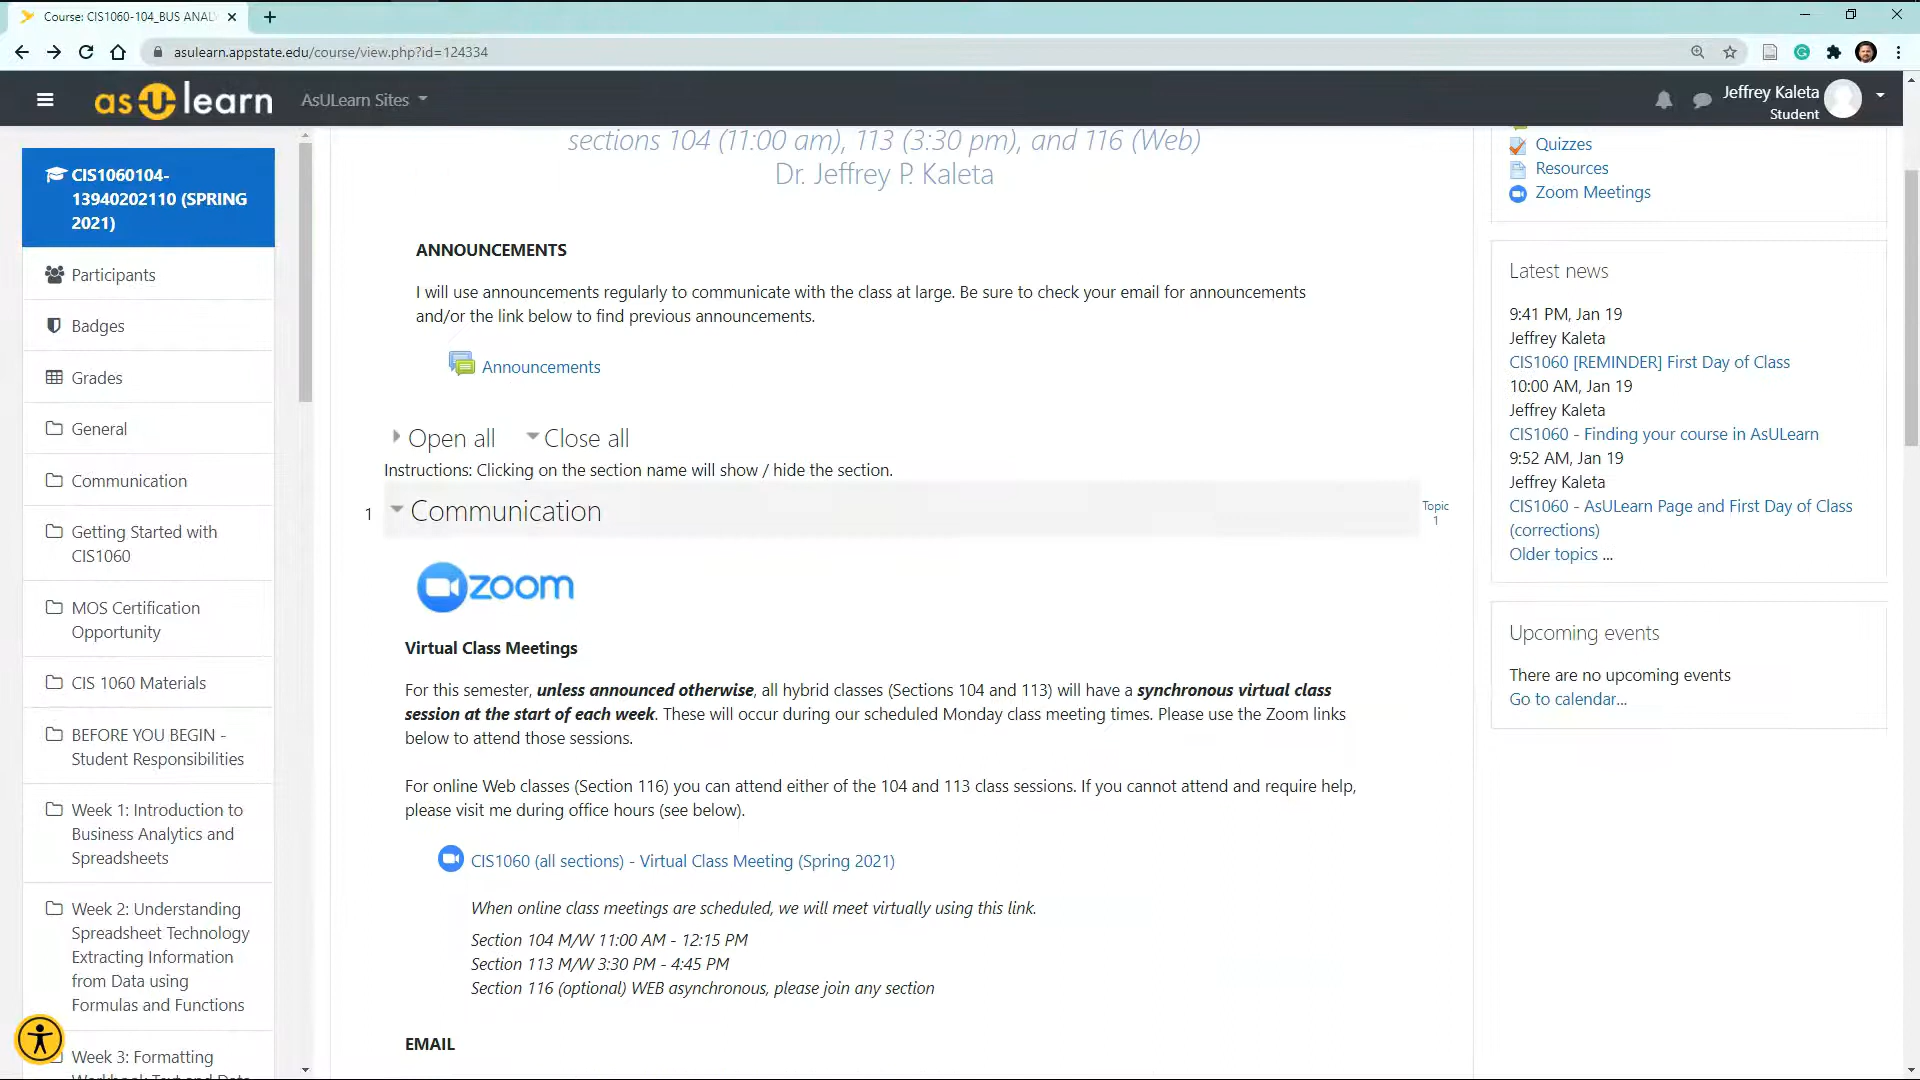 Course: CIS1060-104_BUS ANAL
asulearn.appstate.edu/course/view.php?id=124334
asulearn
AsULearn Sites
Jeffrey Kaleta
Student
CIS1060104-
13940202110 (SPRING
2021)
Participants
Badges
Grades
General
Communication
Getting Started with
CIS1060
MOS Certification
Opportunity
CIS 1060 Materials
BEFORE YOU BEGIN -
Student Responsibilities
Week 1: Introduction to
Business Analytics and
Spreadsheets
Week 2: Understanding
Spreadsheet Technology
Extracting Information
from Data using
Formulas and Functions
Week 3: Formatting
sections 104 (11:00 am), 113 (3:30 pm), and 116 (Web)
Dr. Jeffrey P. Kaleta
ANNOUNCEMENTS
I will use announcements regularly to communicate with the class at large. Be sure to check your email for announcements
and/or the link below to find previous announcements.
Announcements
Open all Close all
Instructions: Clicking on the section name will show / hide the section.
1 Communication
Topic
1
zoom
Virtual Class Meetings
For this semester, unless announced otherwise, all hybrid classes (Sections 104 and 113) will have a synchronous virtual class
session at the start of each week. These will occur during our scheduled Monday class meeting times. Please use the Zoom links
below to attend those sessions.
For online Web classes (Section 116) you can attend either of the 104 and 113 class sessions. If you cannot attend and require help,
please visit me during office hours (see below).
CIS1060 (all sections) - Virtual Class Meeting (Spring 2021)
When online class meetings are scheduled, we will meet virtually using this link.
Section 104 M/W 11:00 AM - 12:15 PM
Section 113 M/W 3:30 PM - 4:45 PM
Section 116 (optional) WEB asynchronous, please join any section
EMAIL
Quizzes
Resources
Zoom Meetings
Latest news
9:41 PM, Jan 19
Jeffrey Kaleta
CIS1060 [REMINDER] First Day of Class
10:00 AM, Jan 19
Jeffrey Kaleta
CIS1060 - Finding your course in AsULearn
9:52 AM, Jan 19
Jeffrey Kaleta
CIS1060 - AsULearn Page and First Day of Class
(corrections)
Older topics ...
Upcoming events
There are no upcoming events
Go to calendar...